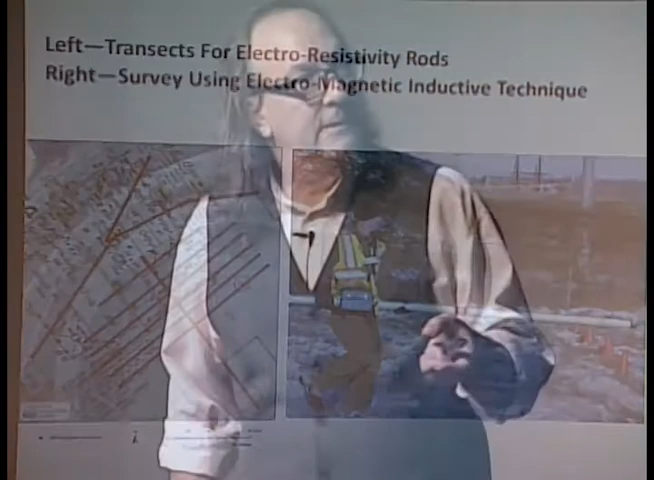 Left—Transects For Electro-Resistivity Rods
Right—Survey Using Electro-Magnetic Inductive Technique